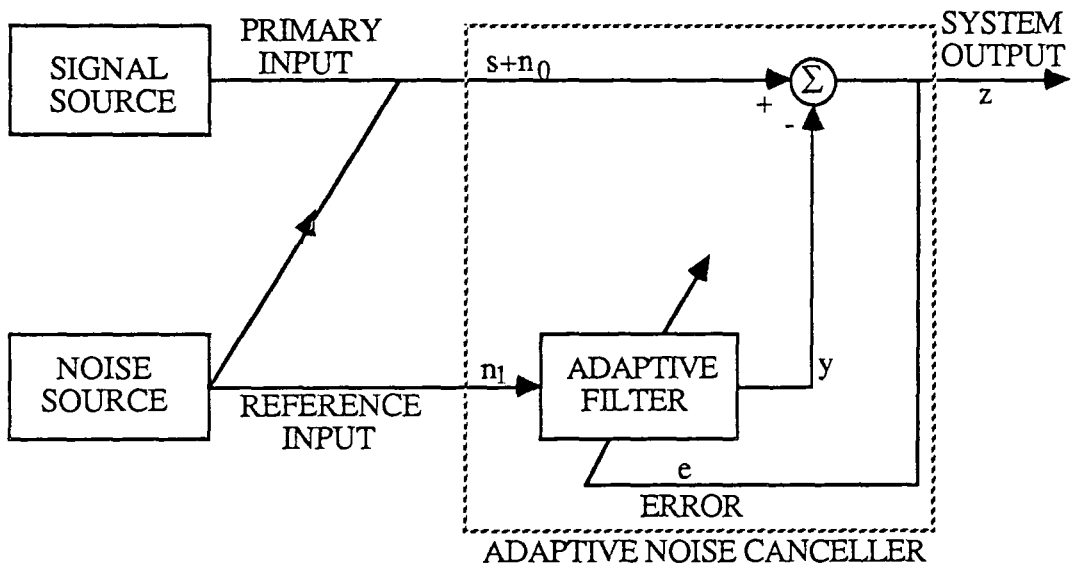 PRIMARY
INPUT
SYSTEM
OUTPUT
SIGNAL
SOURCE
s+n0
+
-
Σ
z
NOISE
SOURCE
n1
REFERENCE
INPUT
ADAPTIVE
FILTER
y
e
ERROR
ADAPTIVE NOISE CANCELLER